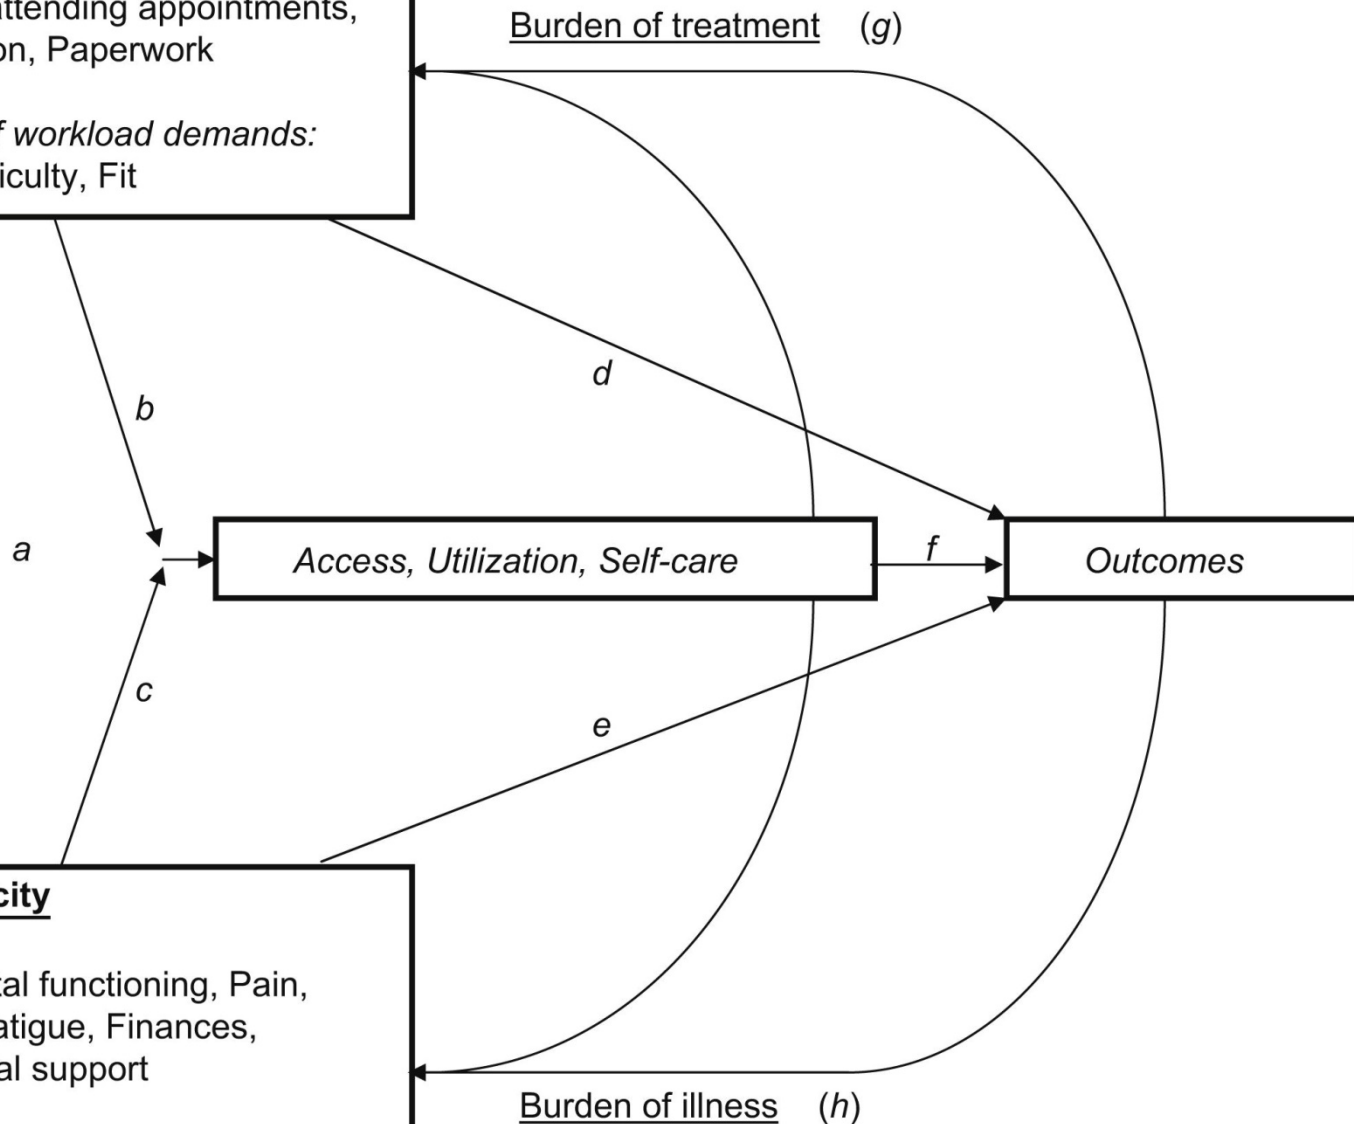 attending appointments,
on, Paperwork
Burden of treatment (g)
f workload demands:
iculty, Fit
d
b
a
Access, Utilization, Self-care
f
Outcomes
c
e
city
tal functioning, Pain,
atigue, Finances,
al support
Burden of illness (h)